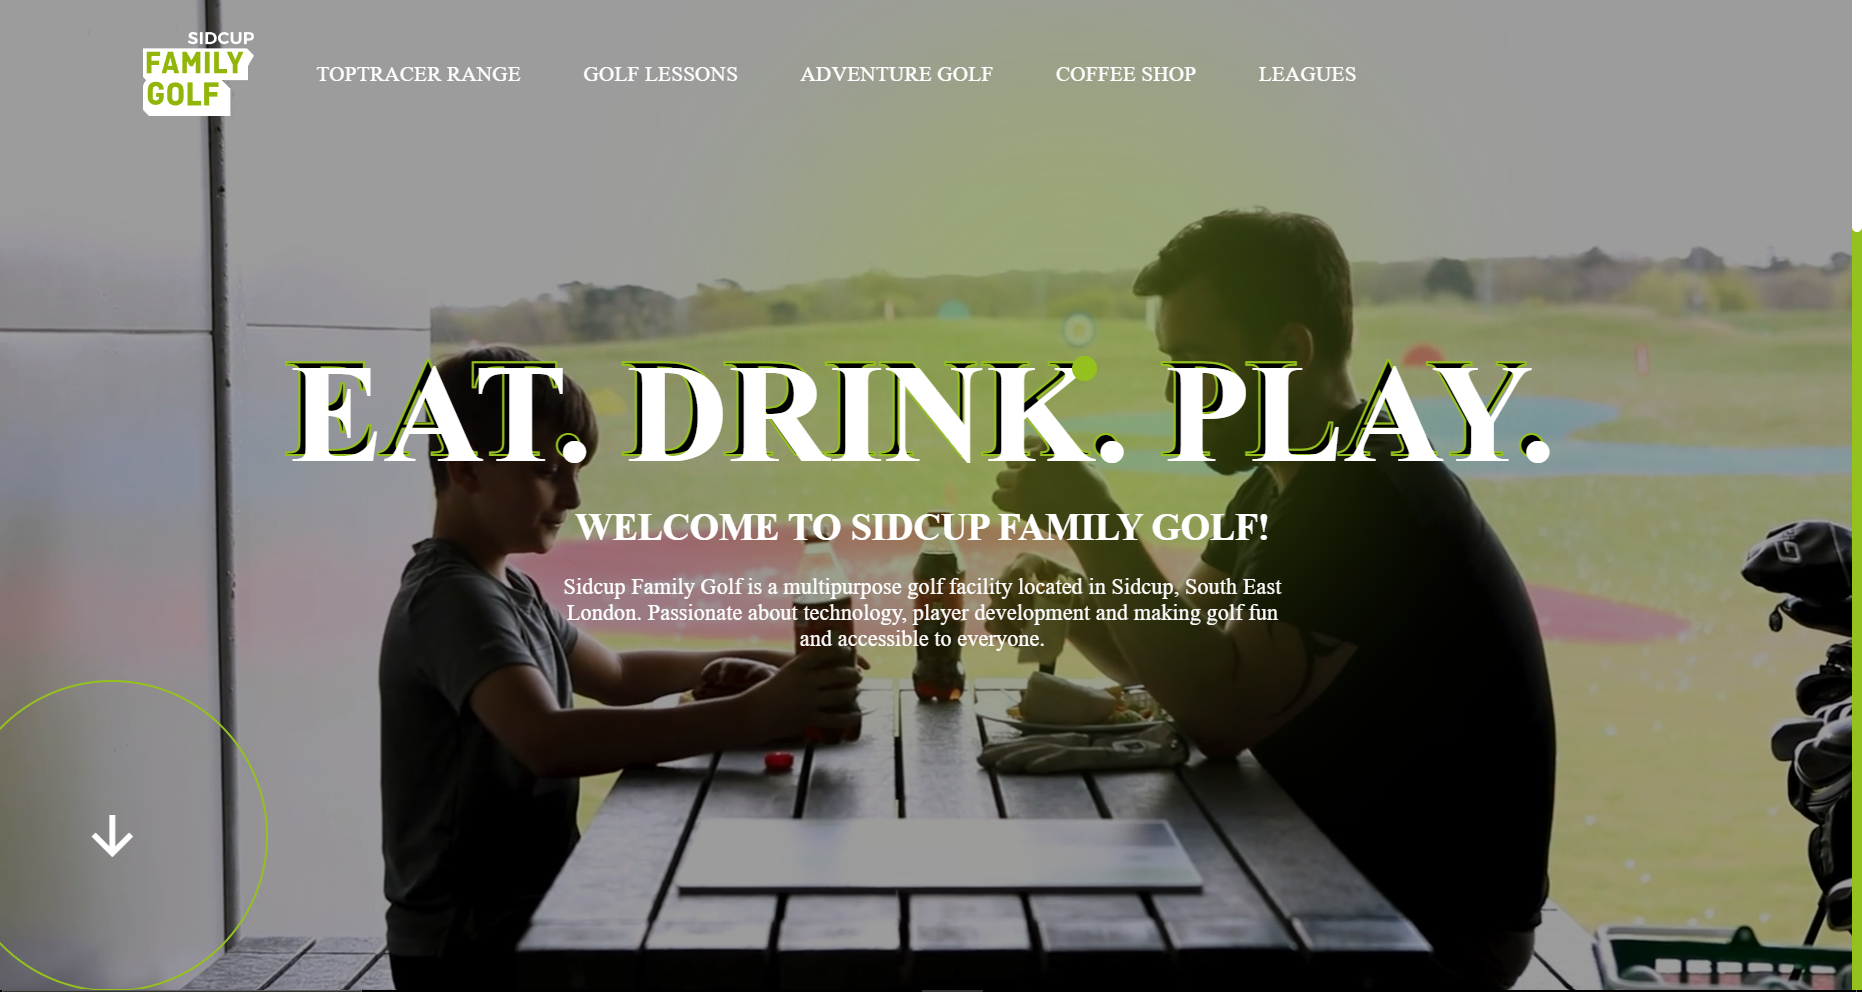 SIDCUP
FAMILY
GOLF
TOPTRACER RANGE
GOLF LESSONS
ADVENTURE GOLF
COFFEE SHOP
LEAGUES
EAT. DRINK. PLAY.
WELCOME TO SIDCUP FAMILY GOLF!
Sidcup Family Golf is a multipurpose golf facility located in Sidcup, South East
London. Passionate about technology, player development and making golf fun
and accessible to everyone.